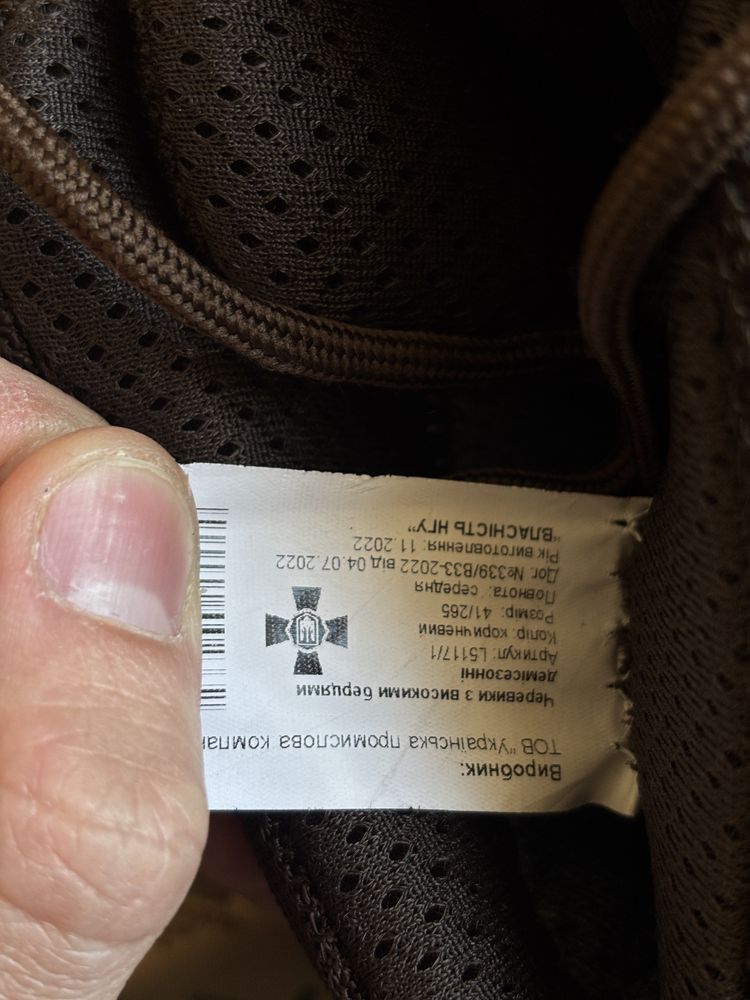 Виробник:
ТОВ "Українська промислова
Черевики з високими берцями
демісезонні
Артикул: L5117/1
Колір: коричневий
Розмір: 41/265
Повнота: середня
Дог. №339/В33-2022 від 04.07.2022
Рік виготовлення: 11.2022
"ВЛАСНІСТЬ НГУ"